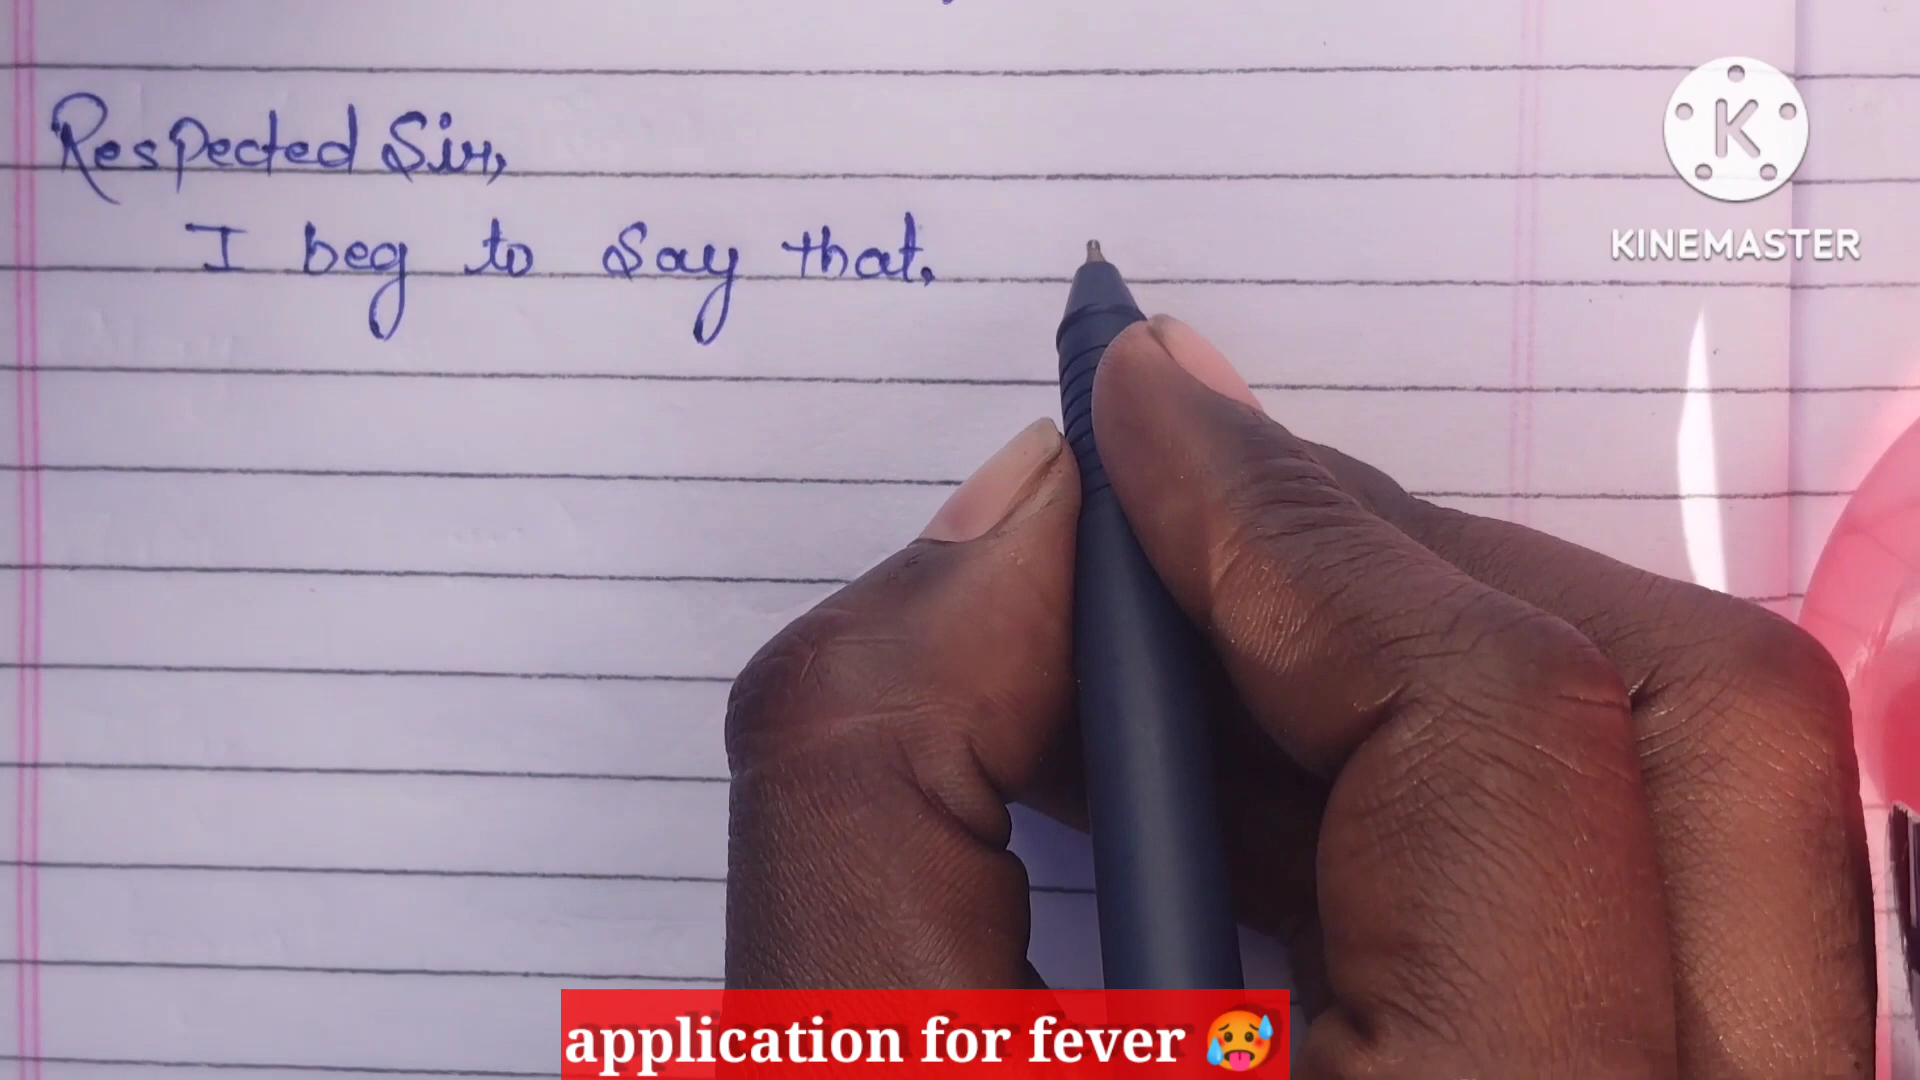 Respected Sir,
I beg to say that,
K
KINEMASTER
application for fever 🥵